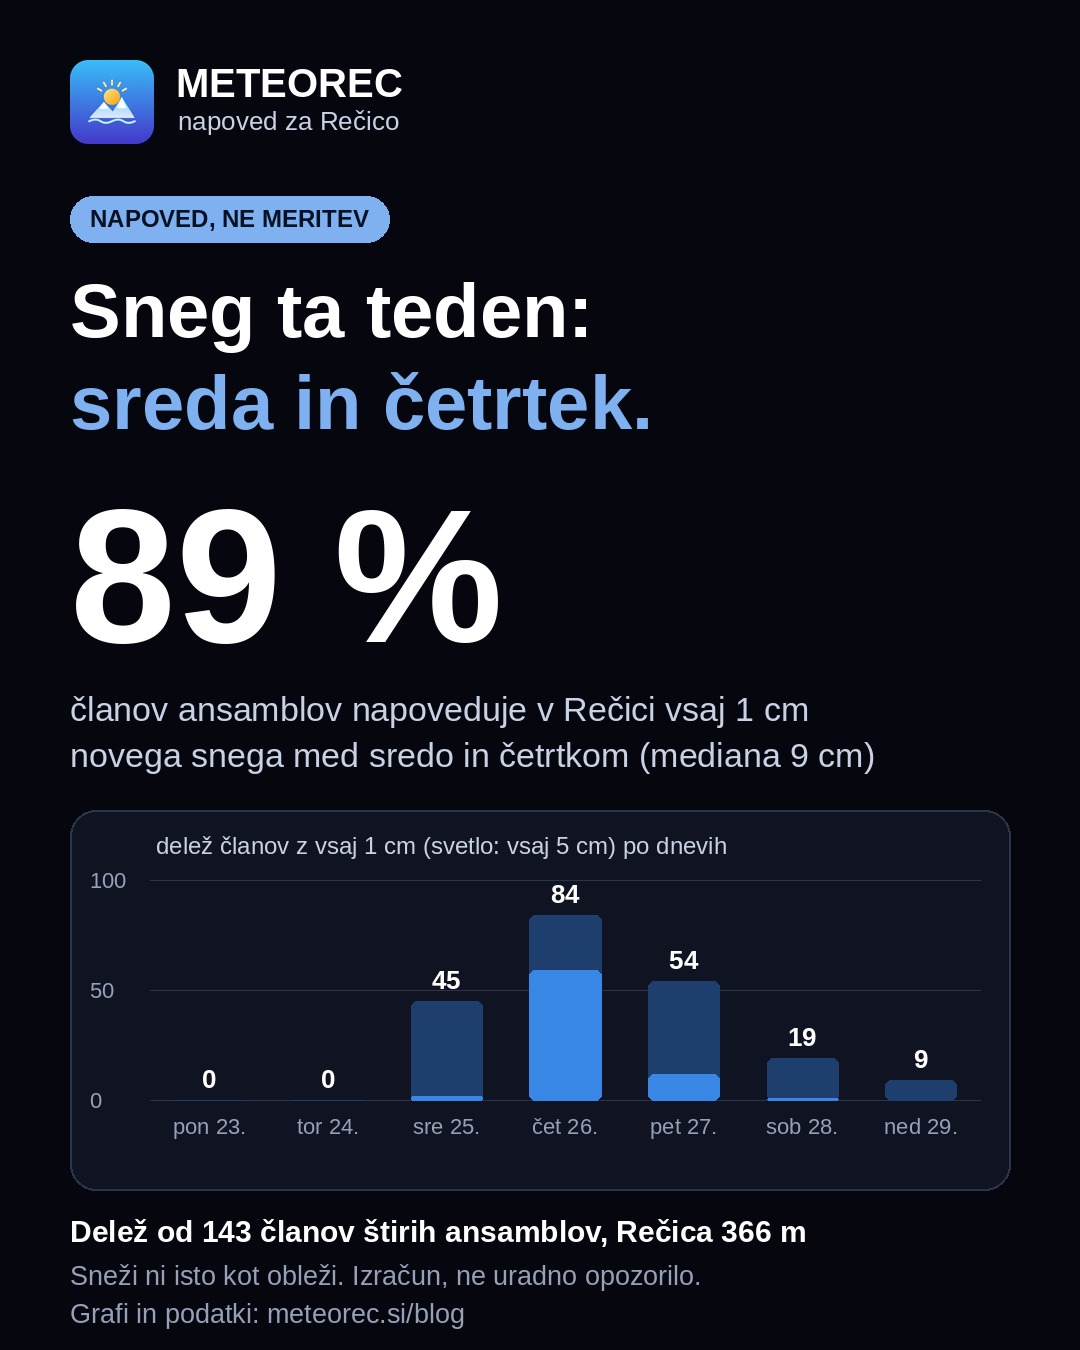 METEOREC
napoved za Rečico
NAPOVED, NE MERITEV
Sneg ta teden:
sreda in četrtek.
89 %
članov ansamblov napoveduje v Rečici vsaj 1 cm
novega snega med sredo in četrtkom (mediana 9 cm)
delež članov z vsaj 1 cm (svetlo: vsaj 5 cm) po dnevih
100
84
54
45
50
19
9
0
0
0
pon 23.
tor 24.
sre 25.
čet 26.
pet 27.
sob 28.
ned 29.
Delež od 143 članov štirih ansamblov, Rečica 366 m
Sneži ni isto kot obleži. Izračun, ne uradno opozorilo.
Grafi in podatki: meteorec.si/blog